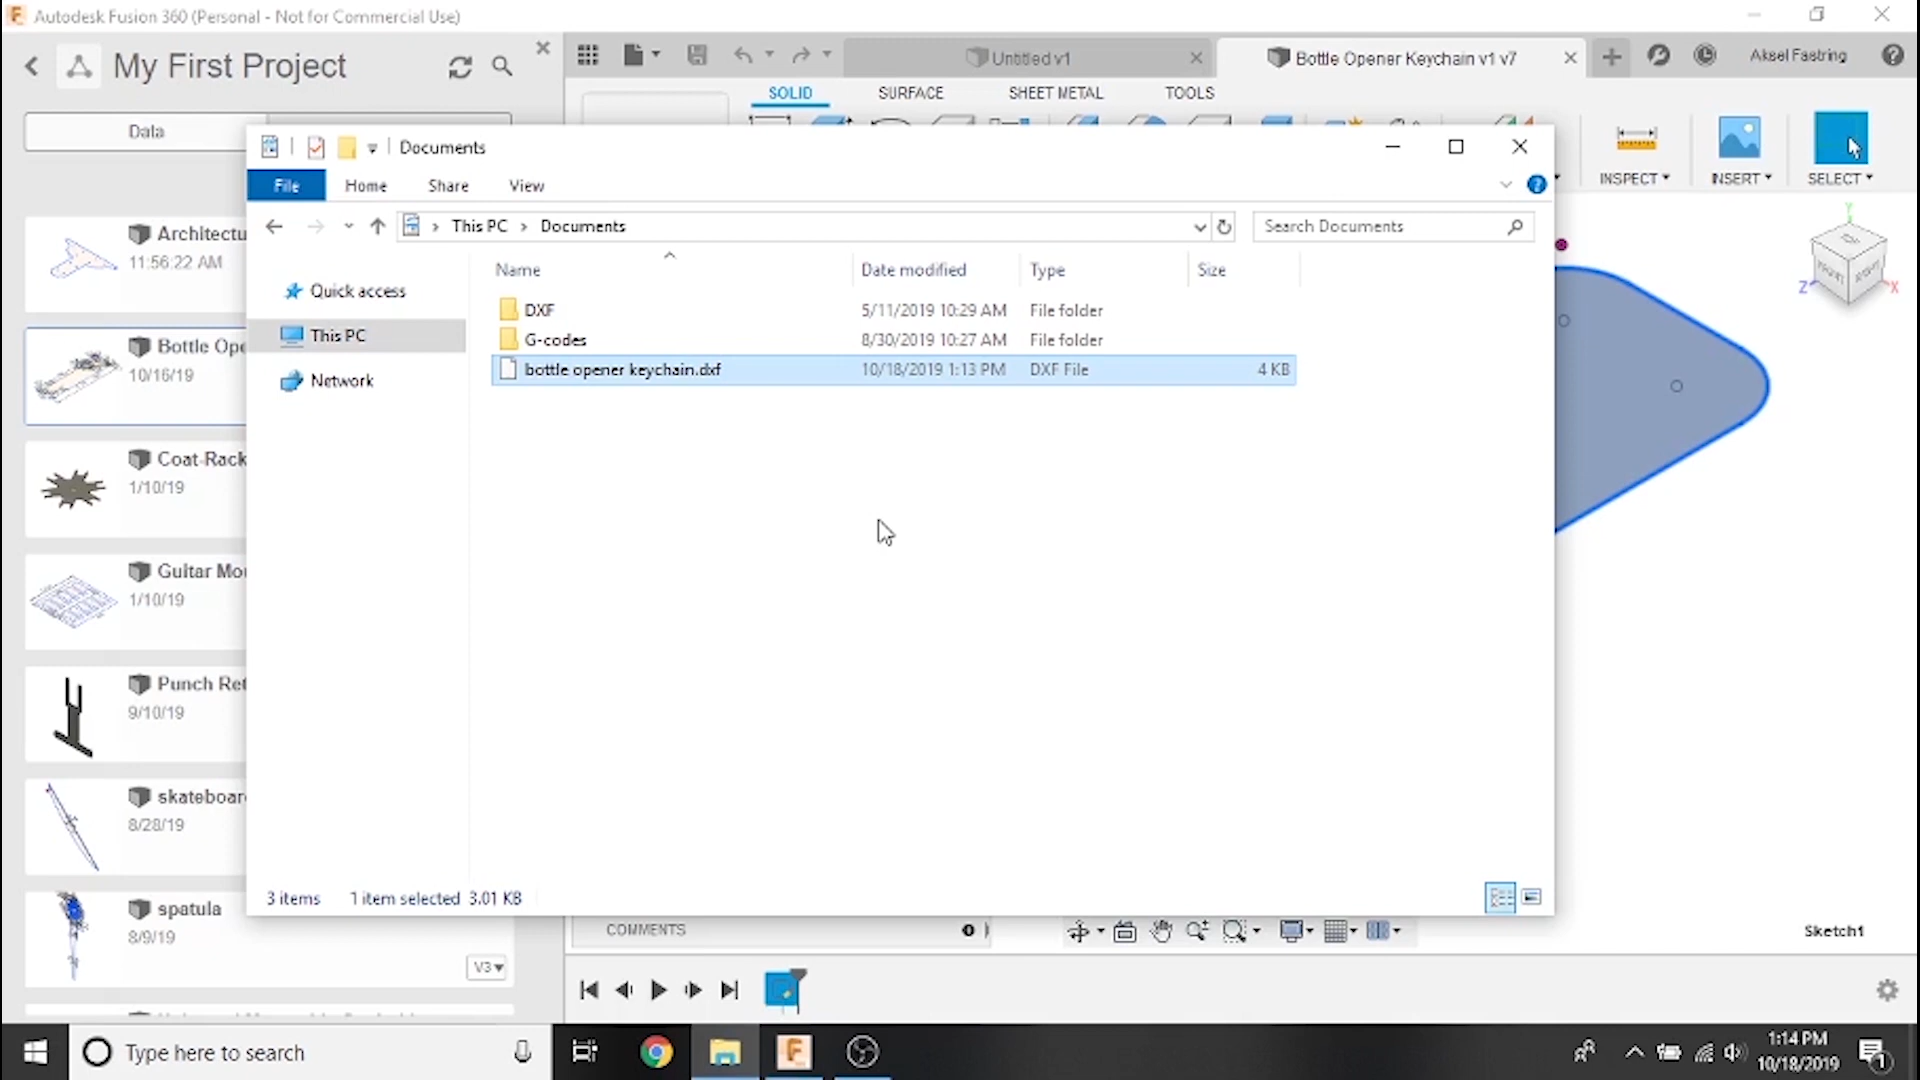 Autodesk Fusion 360 (Personal - Not for Commercial Use)
My First Project
Untitled v1
Bottle Opener Keychain v1 v7
Aksel Fastring
SOLID
SURFACE
SHEET METAL
TOOLS
Data
INSPECT
INSERT
SELECT
Documents
File
Home
Share
View
This PC
Documents
Search Documents
Name
Date modified
Type
Size
Quick access
This PC
Network
DXF
5/11/2019 10:29 AM
File folder
G-codes
8/30/2019 10:27 AM
File folder
bottle opener keychain.dxf
10/18/2019 1:13 PM
DXF File
4 KB
Architectu
11:56:22 AM
Bottle Ope
10/16/19
Coat-Rack
1/10/19
Guitar Mo
1/10/19
Punch Ret
9/10/19
skateboar
8/28/19
spatula
8/9/19
V3
3 items
1 item selected 3.01 KB
Y
Z
X
FRONT
RIGHT
COMMENTS
Sketch1
Type here to search
1:14 PM
10/18/2019
1